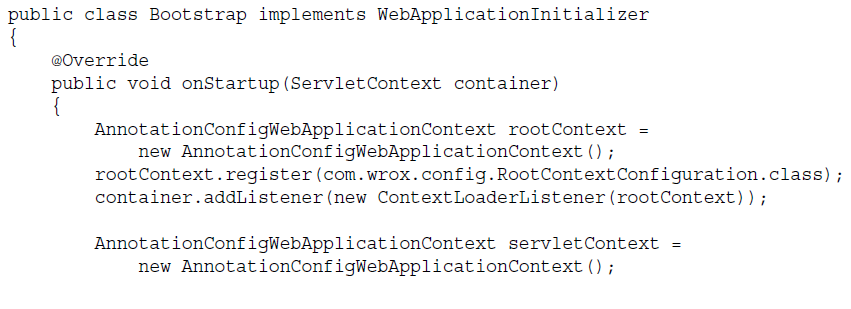 public class Bootstrap implements WebApplicationInitializer
{
    @Override
    public void onStartup(ServletContext container)
    {
        AnnotationConfigWebApplicationContext rootContext =
            new AnnotationConfigWebApplicationContext();
        rootContext.register(com.wrox.config.RootContextConfiguration.class);
        container.addListener(new ContextLoaderListener(rootContext));

        AnnotationConfigWebApplicationContext servletContext =
            new AnnotationConfigWebApplicationContext();